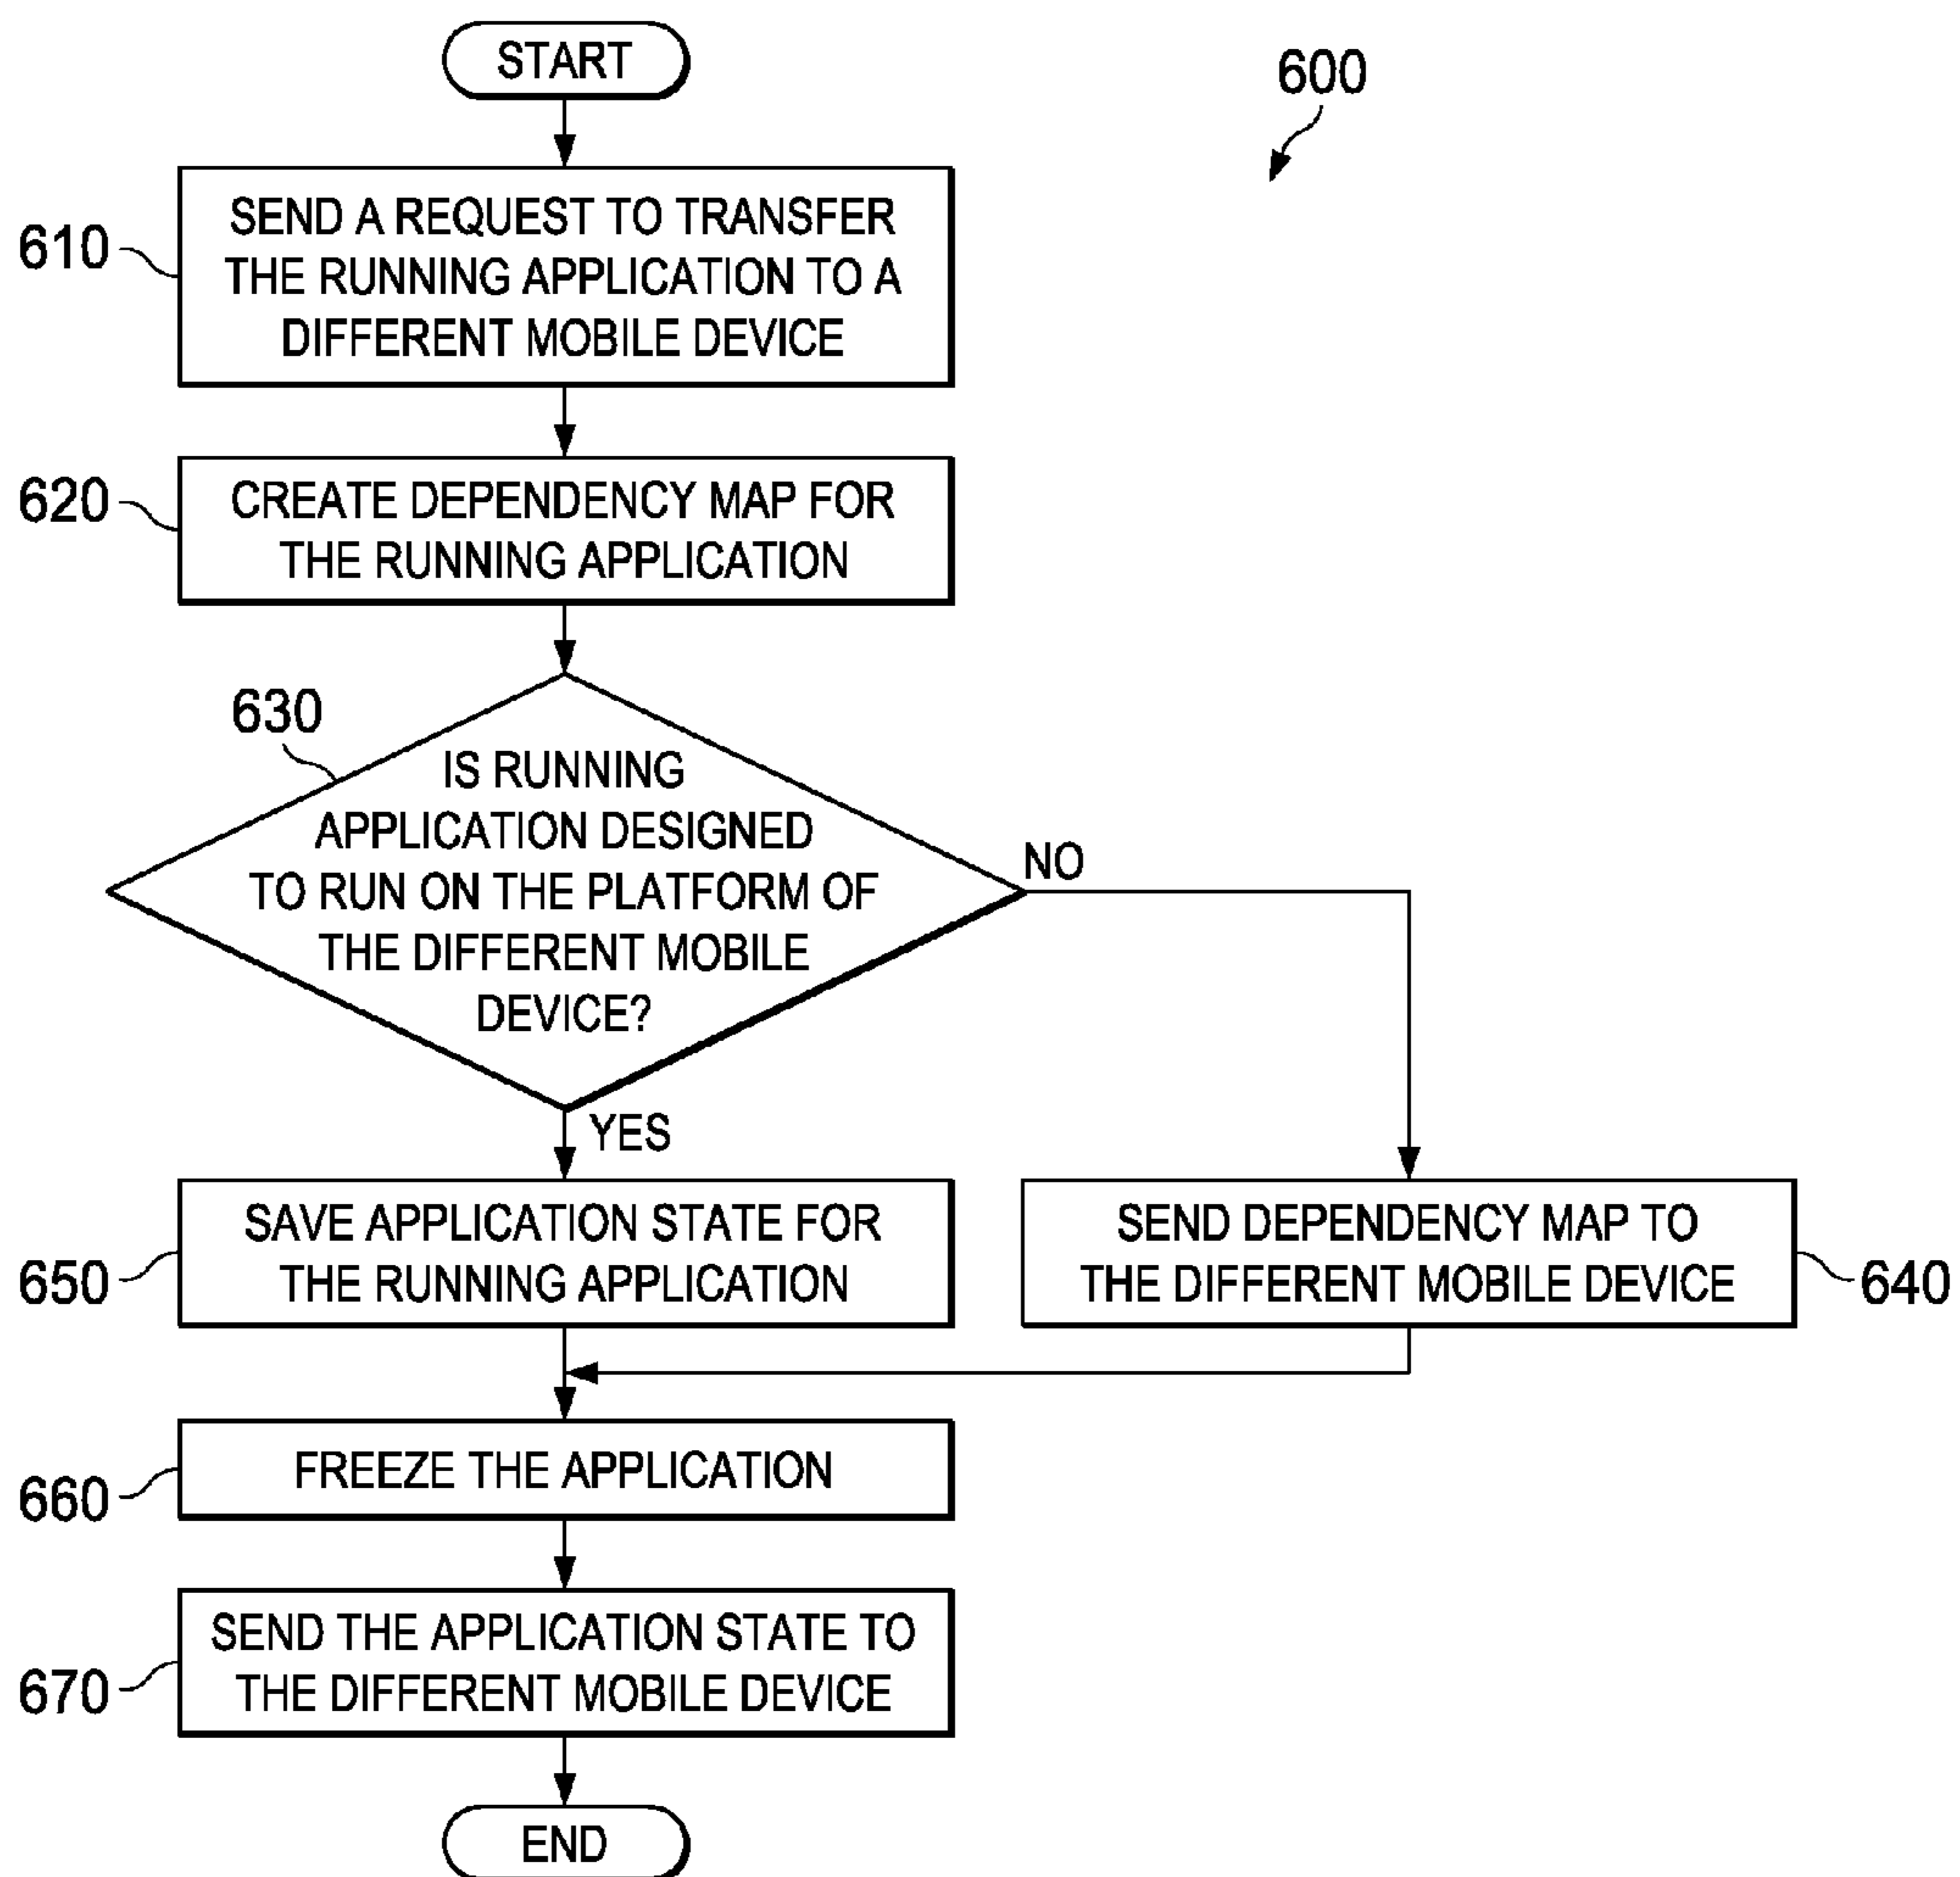 START
600
610
SEND A REQUEST TO TRANSFER
THE RUNNING APPLICATION TO A
DIFFERENT MOBILE DEVICE
620
CREATE DEPENDENCY MAP FOR
THE RUNNING APPLICATION
630
IS RUNNING
APPLICATION DESIGNED
TO RUN ON THE PLATFORM OF
THE DIFFERENT MOBILE
DEVICE?
NO
YES
650
SAVE APPLICATION STATE FOR
THE RUNNING APPLICATION
SEND DEPENDENCY MAP TO
THE DIFFERENT MOBILE DEVICE
640
660
FREEZE THE APPLICATION
670
SEND THE APPLICATION STATE TO
THE DIFFERENT MOBILE DEVICE
END